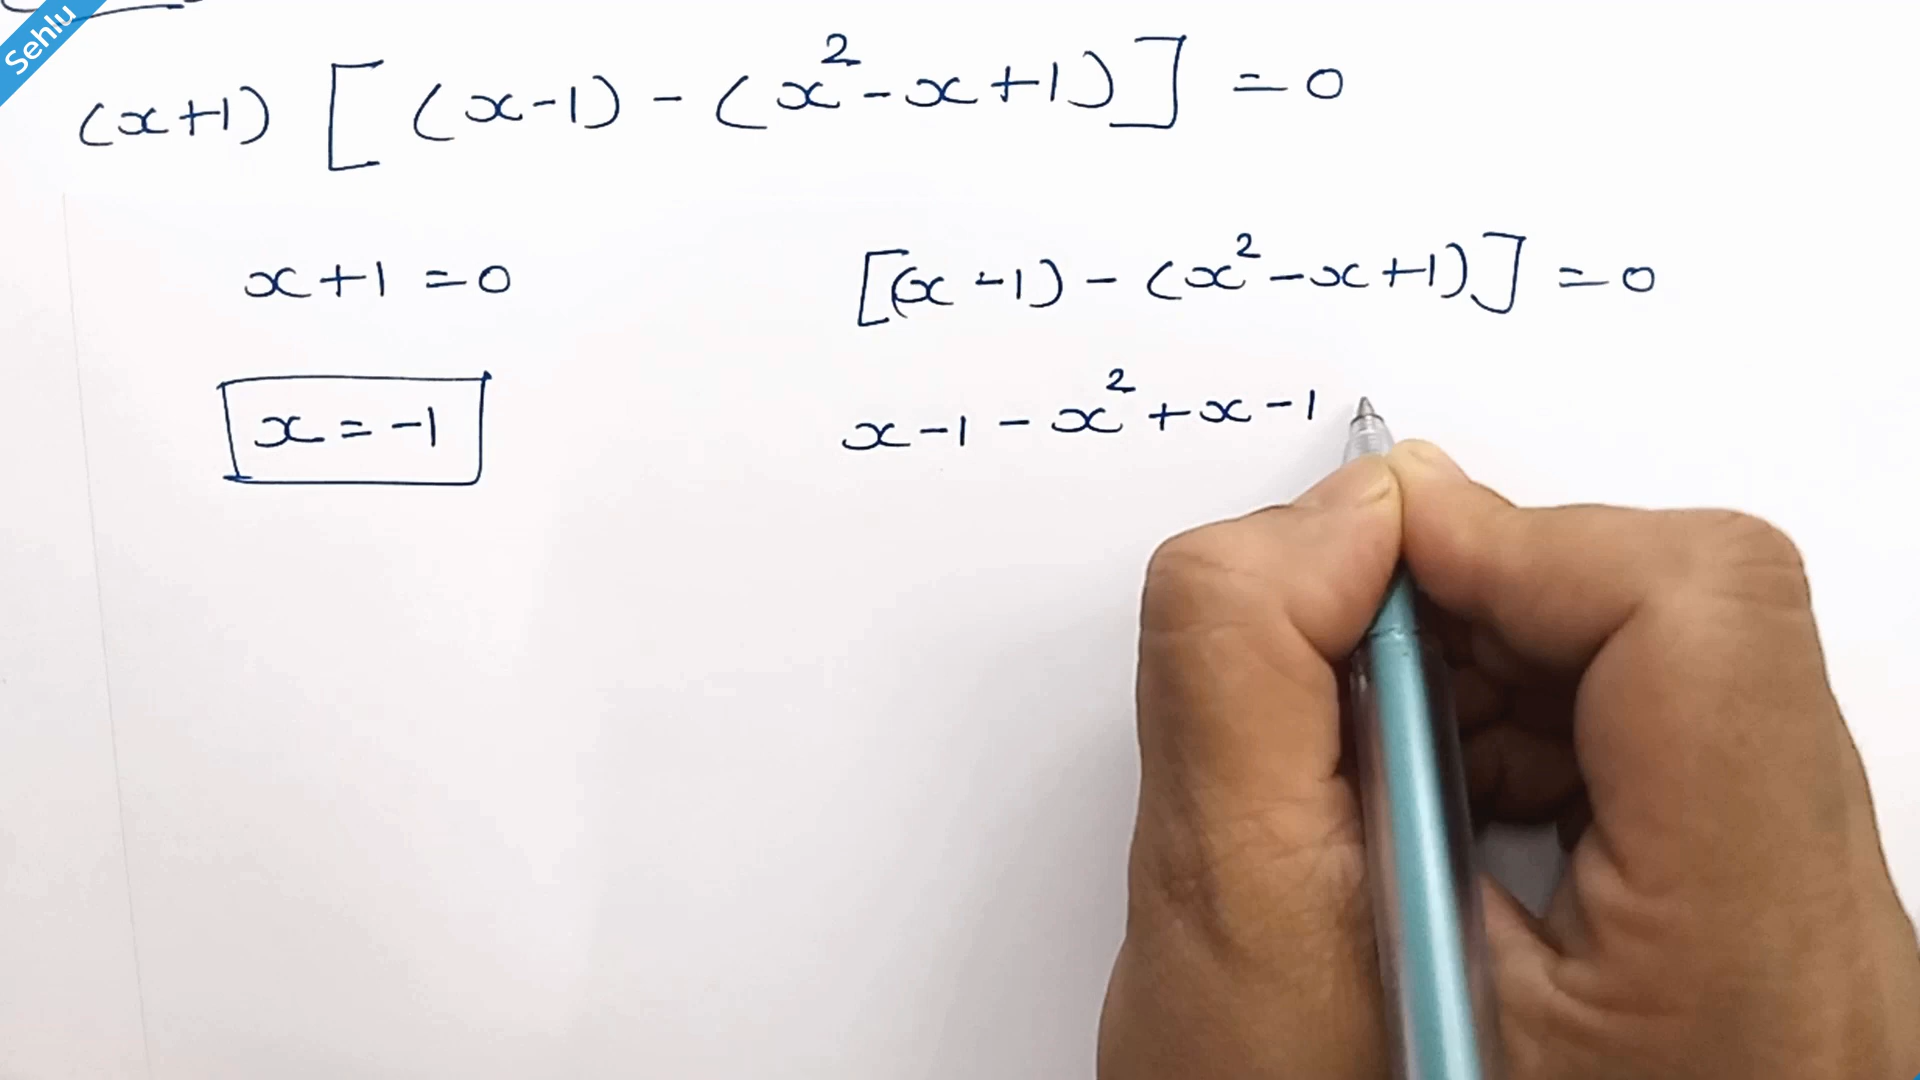 Sehlu
(x+1) [(x-1) - (x²-x+1)] = 0
x+1 = 0
[(x-1) - (x²-x+1)] = 0
x = -1
x-1 - x² + x - 1